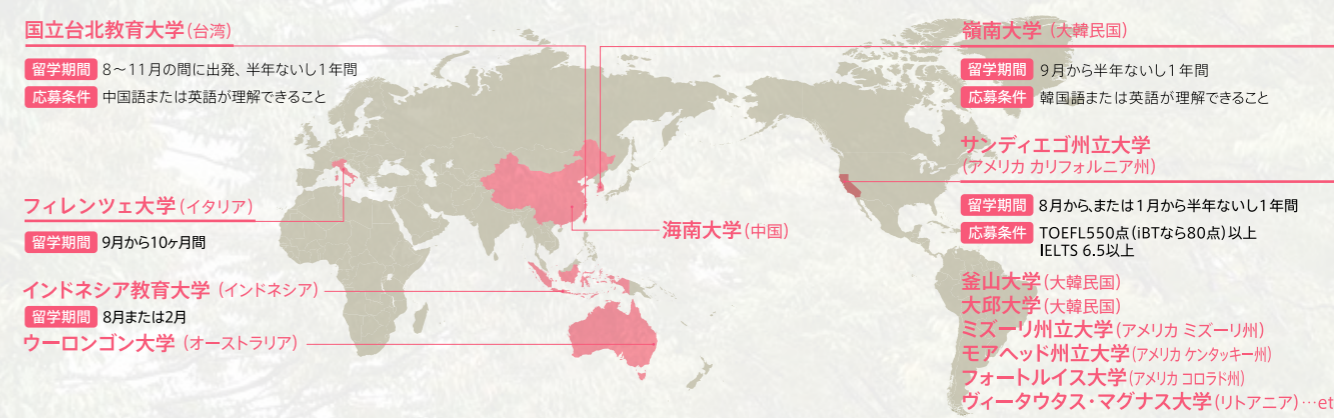 国立台北教育大学(台湾)
留学期間 8〜11月の間に出発、半年ないし1年間
応募条件 中国語または英語が理解できること
フィレンツェ大学(イタリア)
留学期間 9月から10ヶ月間
インドネシア教育大学(インドネシア)
留学期間 8月または2月
ウーロンゴン大学(オーストラリア)
海南大学(中国)
嶺南大学(大韓民国)
留学期間 9月から半年ないし1年間
応募条件 韓国語または英語が理解できること
サンディエゴ州立大学
(アメリカ カリフォルニア州)
留学期間 8月から、または1月から半年ないし1年間
応募条件 TOEFL550点(iBTなら80点)以上
IELTS 6.5以上
釜山大学(大韓民国)
大邱大学(大韓民国)
ミズーリ州立大学(アメリカ ミズーリ州)
モアヘッド州立大学(アメリカ ケンタッキー州)
フォートルイス大学(アメリカ コロラド州)
ヴィータウタス・マグナス大学(リトアニア)…et